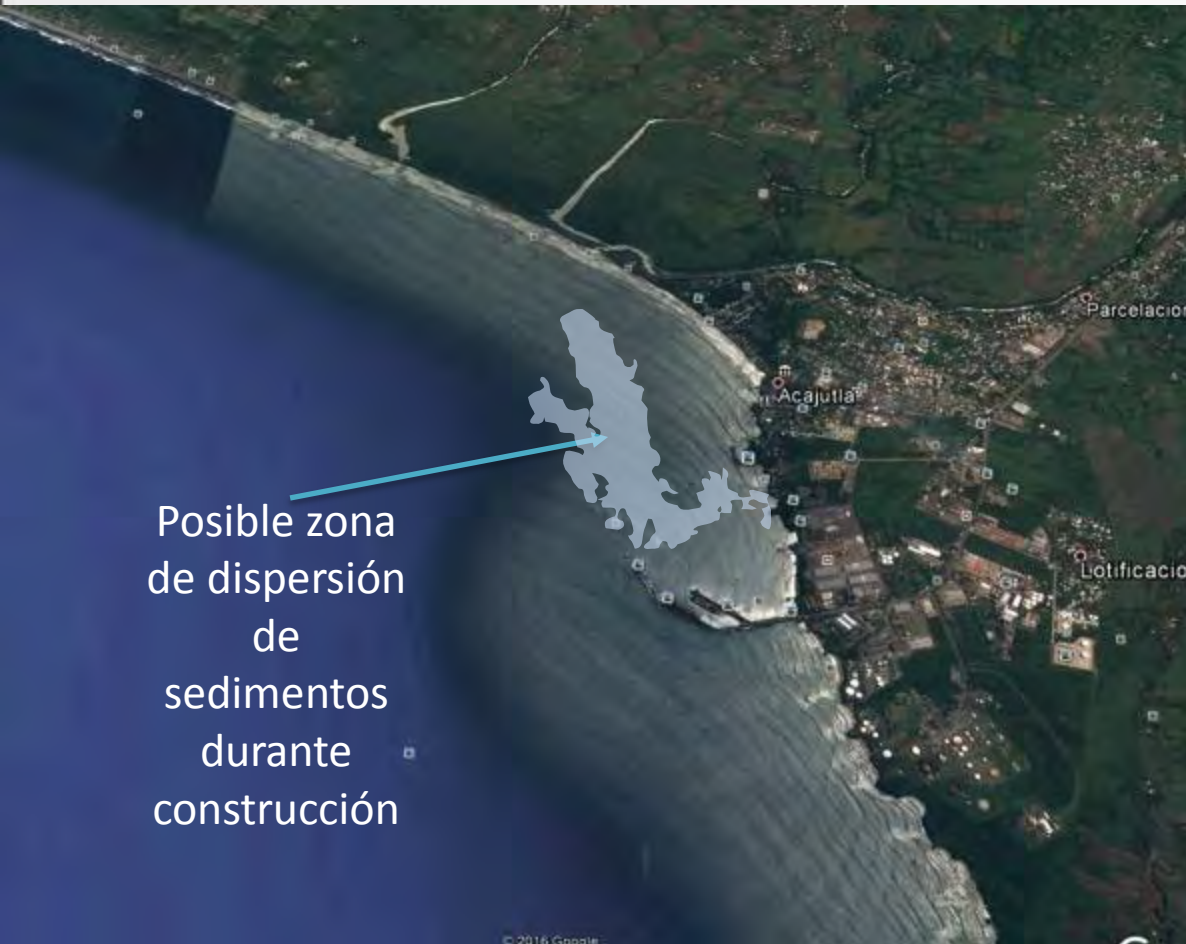 Parcelacion
Acajutla
Posible zona
de dispersión
de
sedimentos
durante
construcción
Lotificacio
© 2016 Google